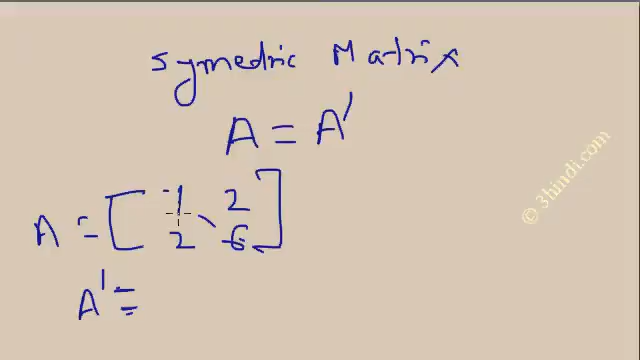 Symedric Matrix
A = A'
A = [ -1 2
2 -6 ]
A' =
© 3hindi.com